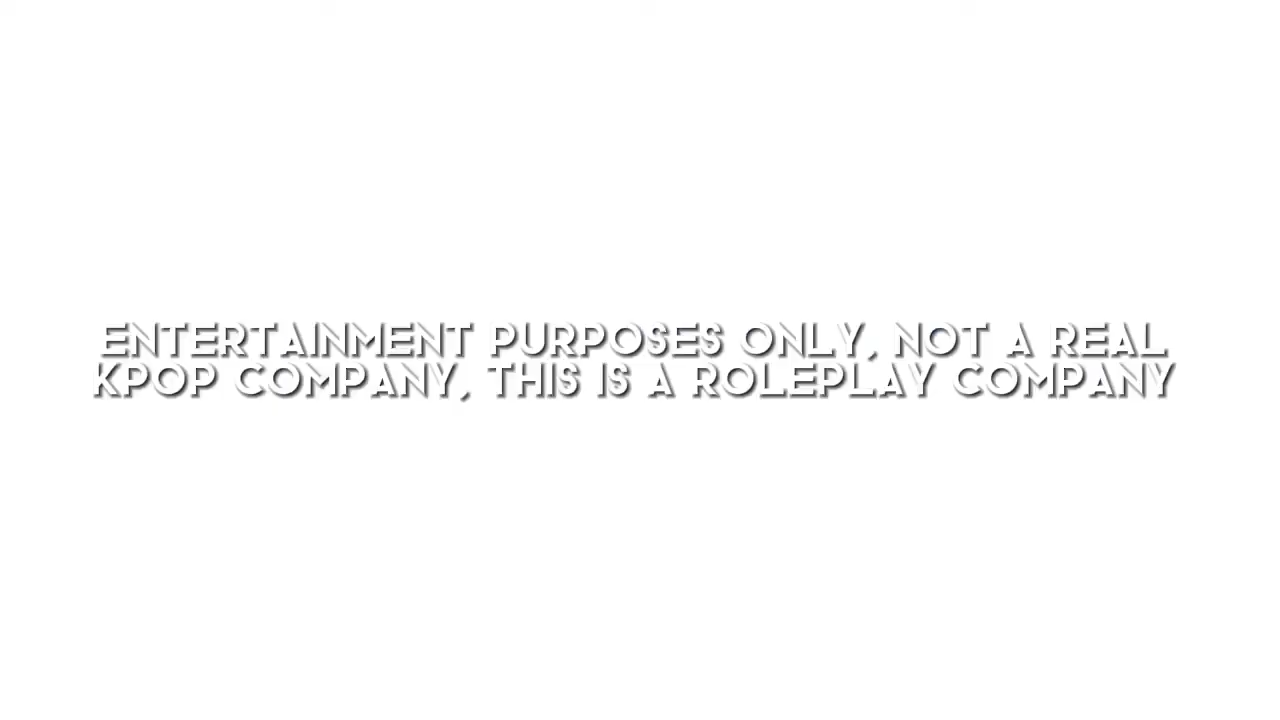 ENTERTAINMENT PURPOSES ONLY, NOT A REAL
KPOP COMPANY, THIS IS A ROLEPLAY COMPANY